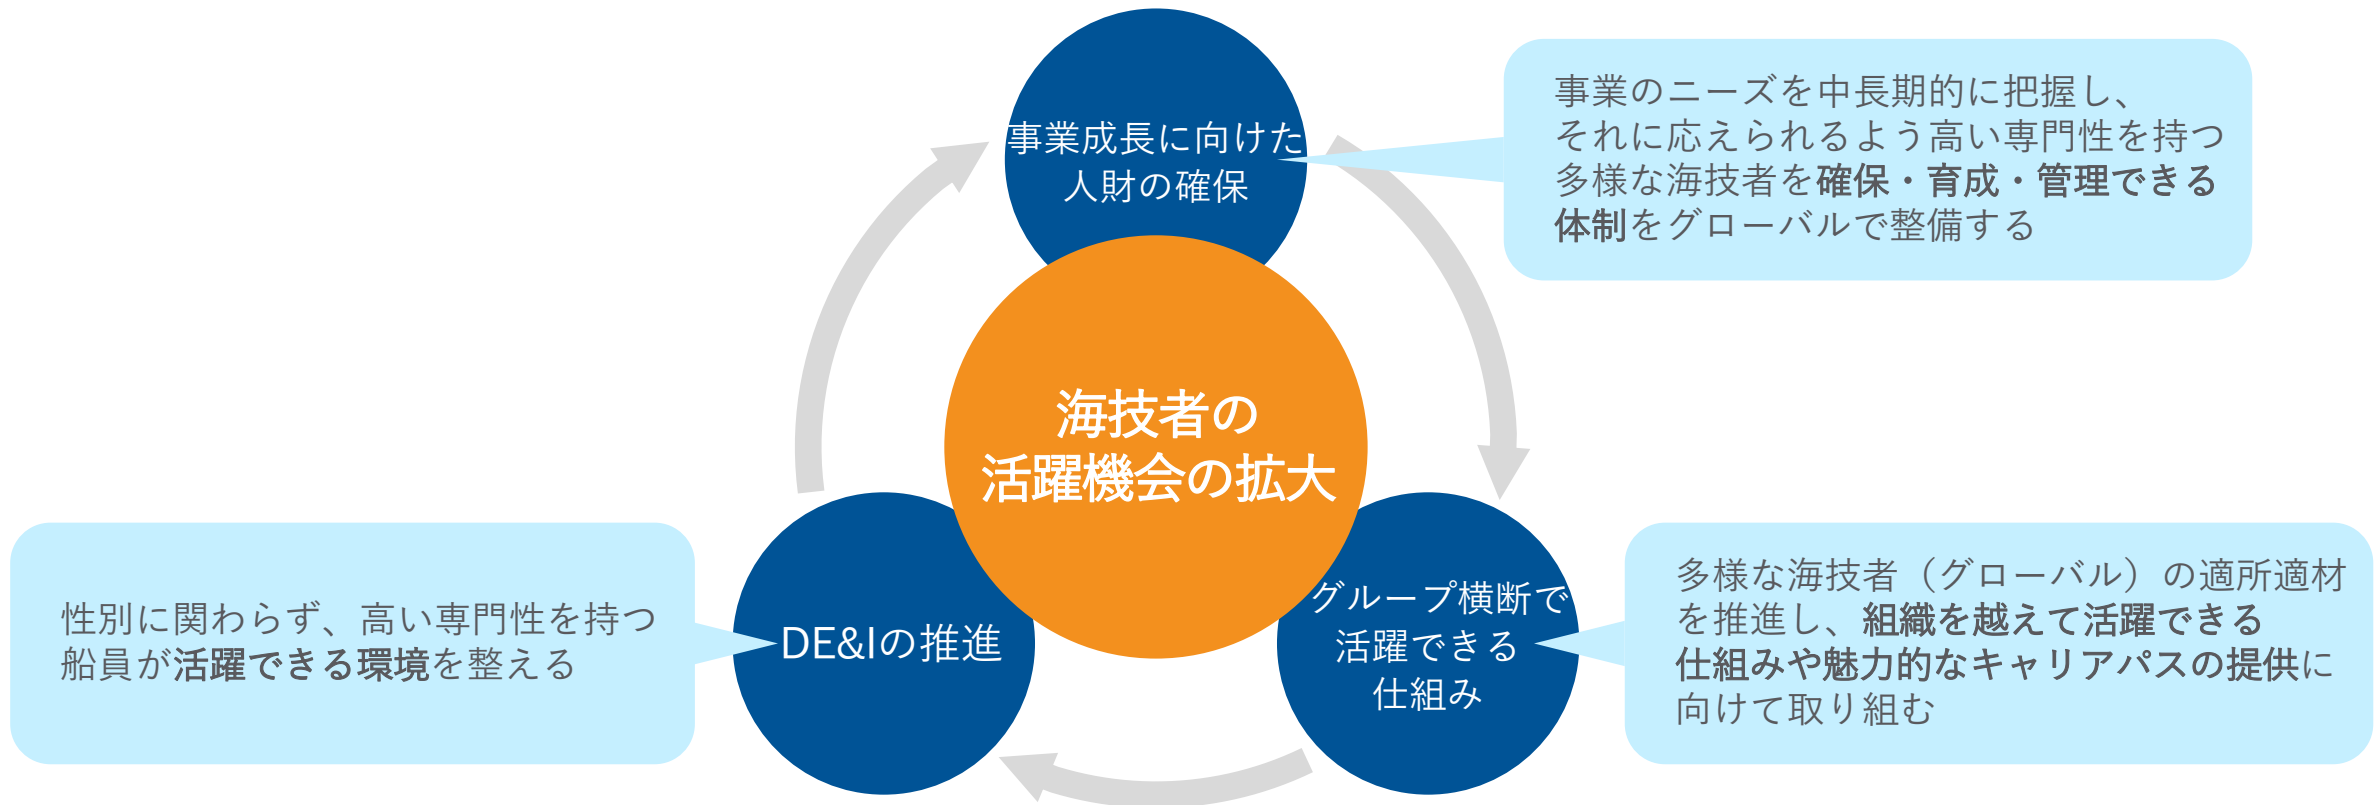 事業成長に向けた
人財の確保
事業のニーズを中長期的に把握し、
それに応えられるよう高い専門性を持つ
多様な海技者を確保・育成・管理できる
体制をグローバルで整備する
海技者の
活躍機会の拡大
性別に関わらず、高い専門性を持つ
船員が活躍できる環境を整える
DE&Iの推進
グループ横断で
活躍できる
仕組み
多様な海技者（グローバル）の適所適材
を推進し、組織を越えて活躍できる
仕組みや魅力的なキャリアパスの提供に
向けて取り組む